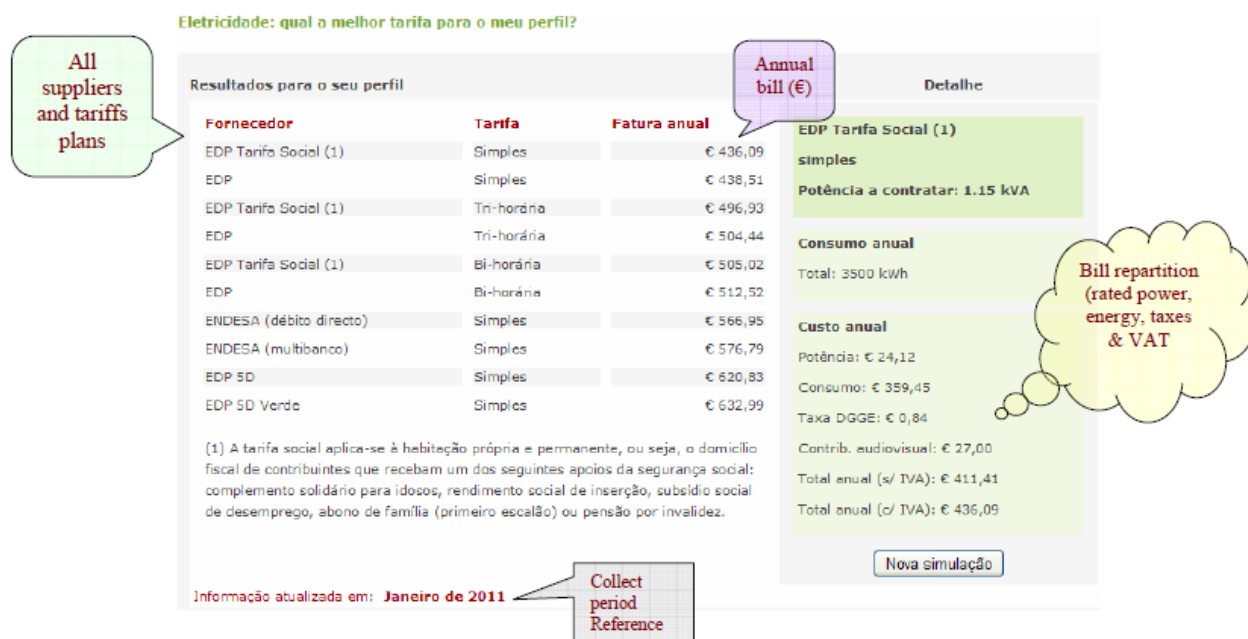 Eletricidade: qual a melhor tarifa para o meu perfil?
All
suppliers
and tariffs
plans
Annual
bill (€)
Resultados para o seu perfil
Detalhe
Fornecedor Tarifa Fatura anual
EDP Tarifa Social (1) Simples € 436,09
EDP Simples € 438,51
EDP Tarifa Social (1) Tri-horária € 496,93
EDP Tri-horária € 504,44
EDP Tarifa Social (1) Bi-horária € 505,02
EDP Bi-horária € 512,52
ENDESA (débito directo) Simples € 566,95
ENDESA (multibanco) Simples € 576,79
EDP 5D Simples € 620,83
EDP 5D Verde Simples € 632,99
(1) A tarifa social aplica-se à habitação própria e permanente, ou seja, o domicílio
fiscal de contribuintes que recebam um dos seguintes apoios da segurança social:
complemento solidário para idosos, rendimento social de inserção, subsídio social
de desemprego, abono de família (primeiro escalão) ou pensão por invalidez.
EDP Tarifa Social (1)
simples
Potência a contratar: 1.15 kVA
Consumo anual
Total: 3500 kWh
Custo anual
Potência: € 24,12
Consumo: € 359,45
Taxa DGGE: € 0,84
Contrib. audiovisual: € 27,00
Total anual (s/ IVA): € 411,41
Total anual (c/ IVA): € 436,09
Bill repartition
(rated power,
energy, taxes
& VAT
Nova simulação
Informação atualizada em: Janeiro de 2011
Collect
period
Reference